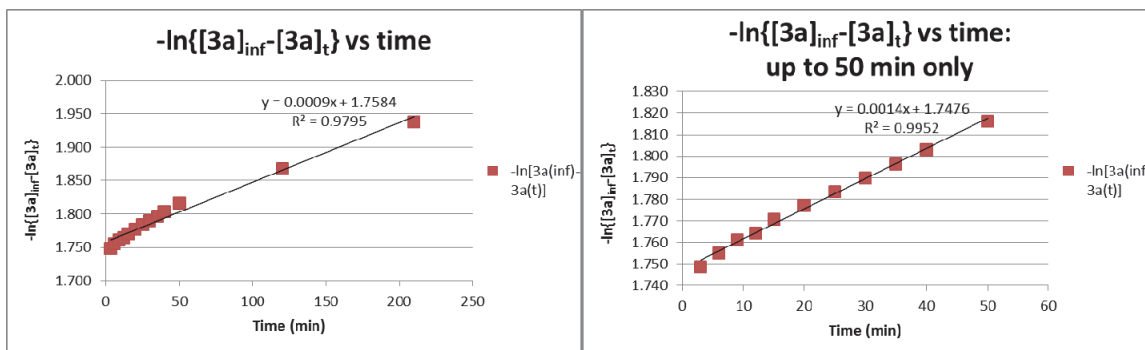 -ln{[3a]inf-[3a]t} vs time
2.000
1.950
1.900
1.850
1.800
1.750
1.700
y = 0.0009x + 1.7584
R² = 0.9795
-ln{[3a]inf-[3a]t}
-ln[3a(inf)-
3a(t)]
0 50 100 150 200 250
Time (min)
-ln{[3a]inf-[3a]t} vs time:
up to 50 min only
1.830
1.820
1.810
1.800
1.790
1.780
1.770
1.760
1.750
1.740
y = 0.0014x + 1.7476
R² = 0.9952
-ln{[3a]inf-[3a]t}
-ln[3a(inf
3a(t)]
0 10 20 30 40 50 60
Time (min)